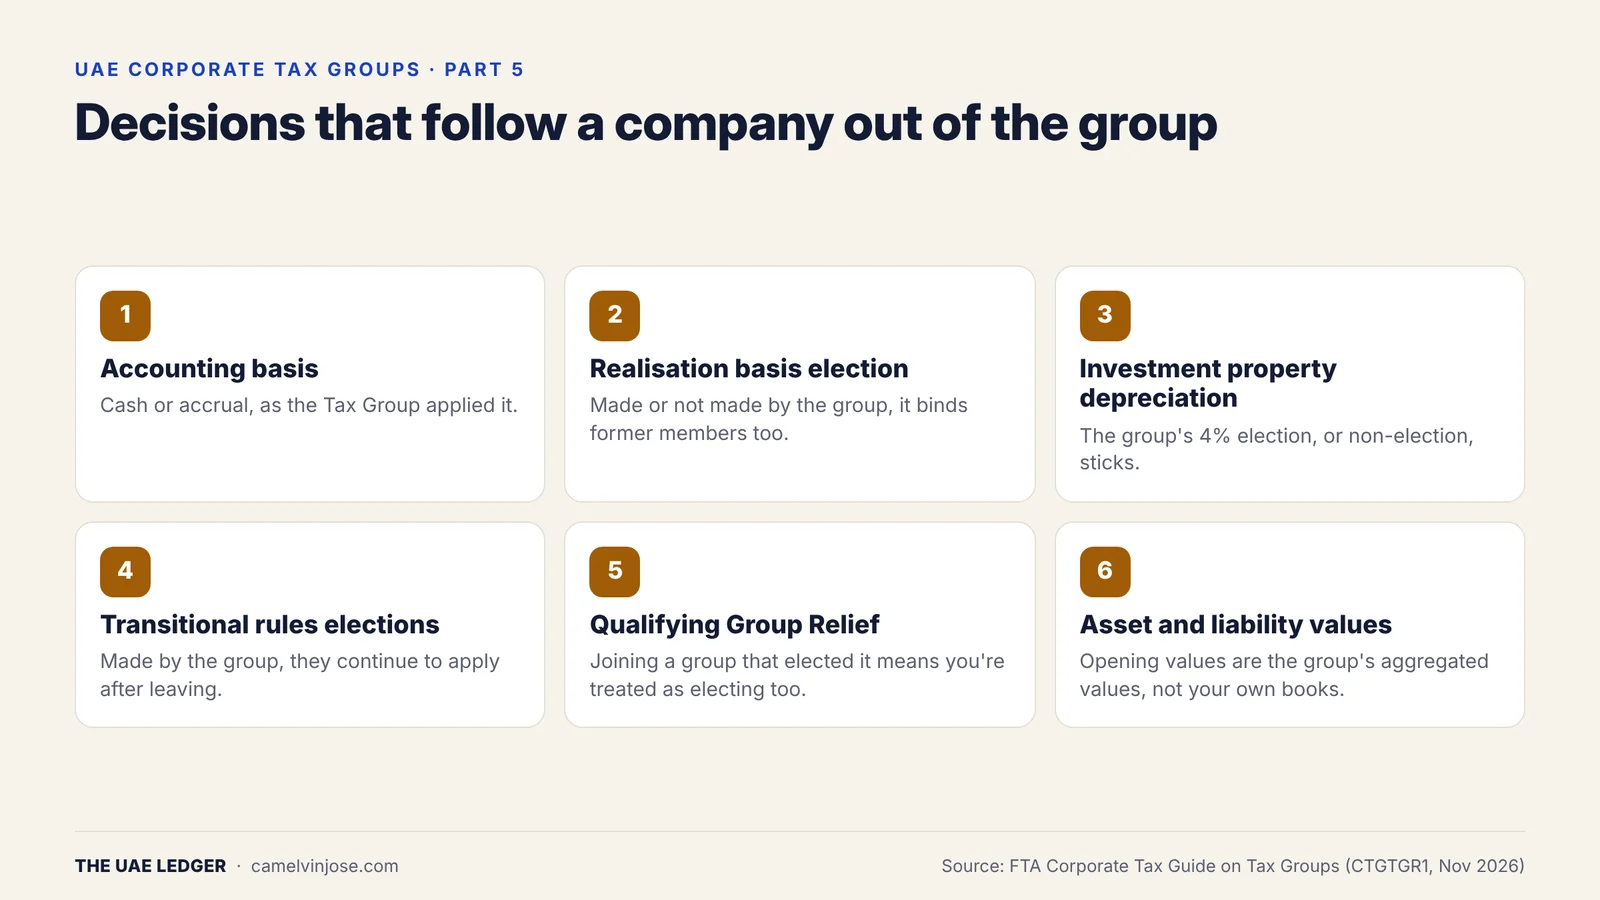 UAE CORPORATE TAX GROUPS · PART 5
Decisions that follow a company out of the group
1
Accounting basis
Cash or accrual, as the Tax Group applied it.
2
Realisation basis election
Made or not made by the group, it binds
former members too.
3
Investment property
depreciation
The group's 4% election, or non-election,
sticks.
4
Transitional rules elections
Made by the group, they continue to apply
after leaving.
5
Qualifying Group Relief
Joining a group that elected it means you're
treated as electing too.
6
Asset and liability values
Opening values are the group's aggregated
values, not your own books.
THE UAE LEDGER · camelvinjose.com
Source: FTA Corporate Tax Guide on Tax Groups (CTGTGR1, Nov 2026)